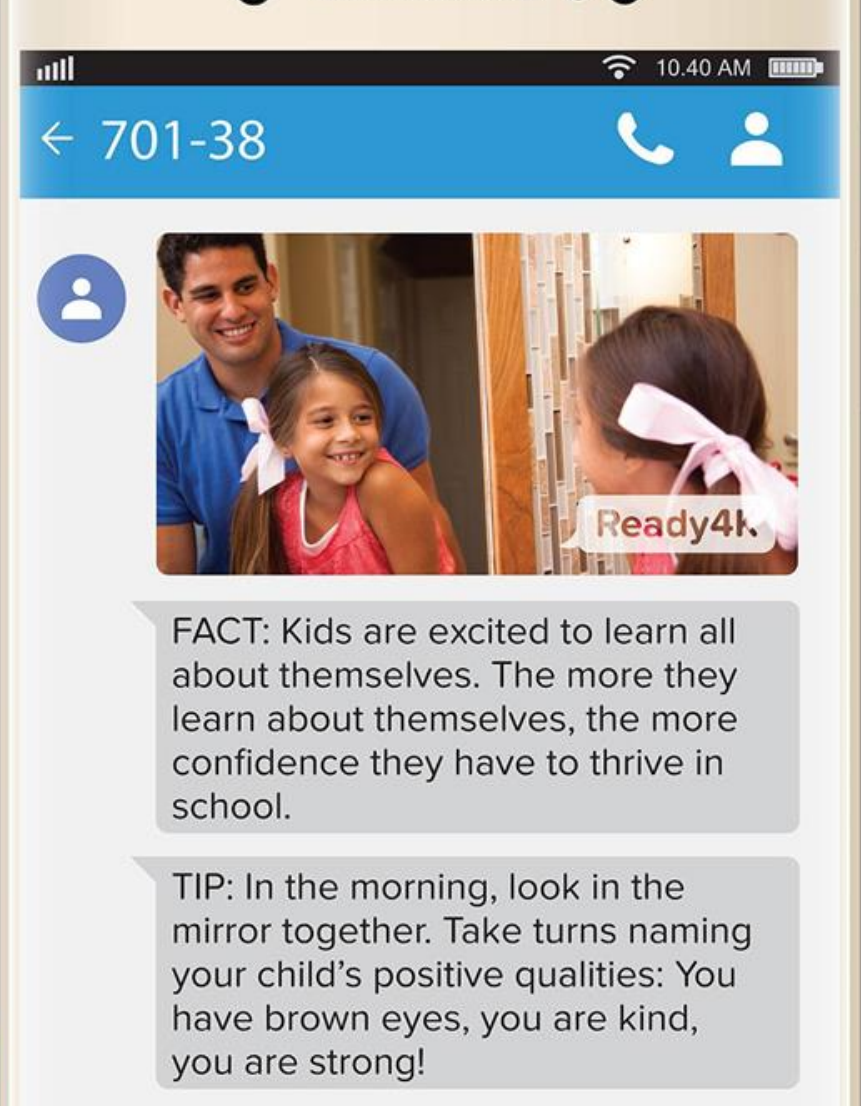 10.40 AM
701-38
Ready4K
FACT: Kids are excited to learn all
about themselves. The more they
learn about themselves, the more
confidence they have to thrive in
school.
TIP: In the morning, look in the
mirror together. Take turns naming
your child's positive qualities: You
have brown eyes, you are kind,
you are strong!